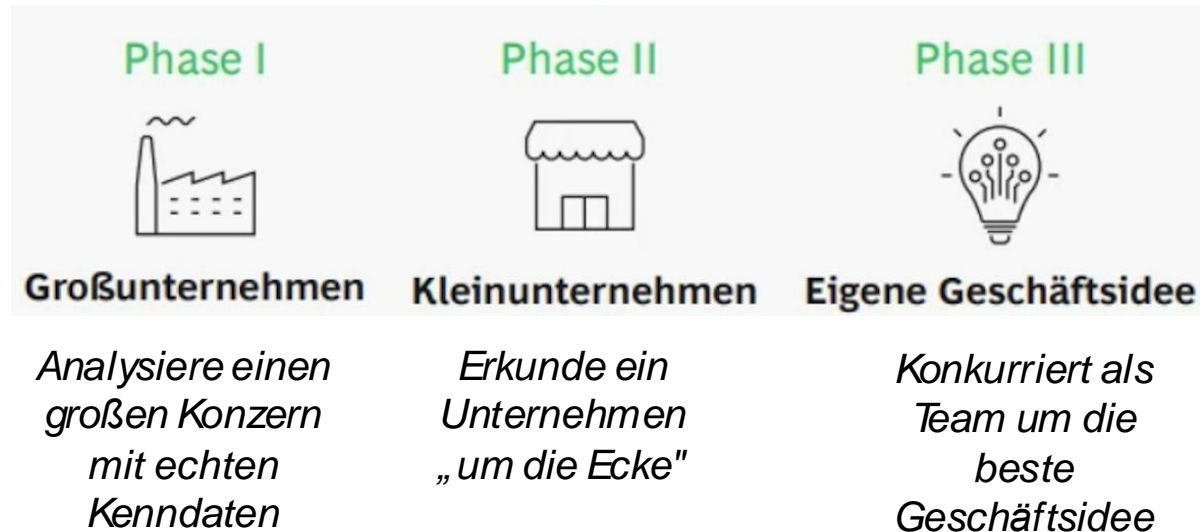 Phase I
Großunternehmen
Analysiere einen
großen Konzern
mit echten
Kenndaten
Phase II
Kleinunternehmen
Erkunde ein
Unternehmen
„um die Ecke"
Phase III
Eigene Geschäftsidee
Konkurriert als
Team um die
beste
Geschäftsidee